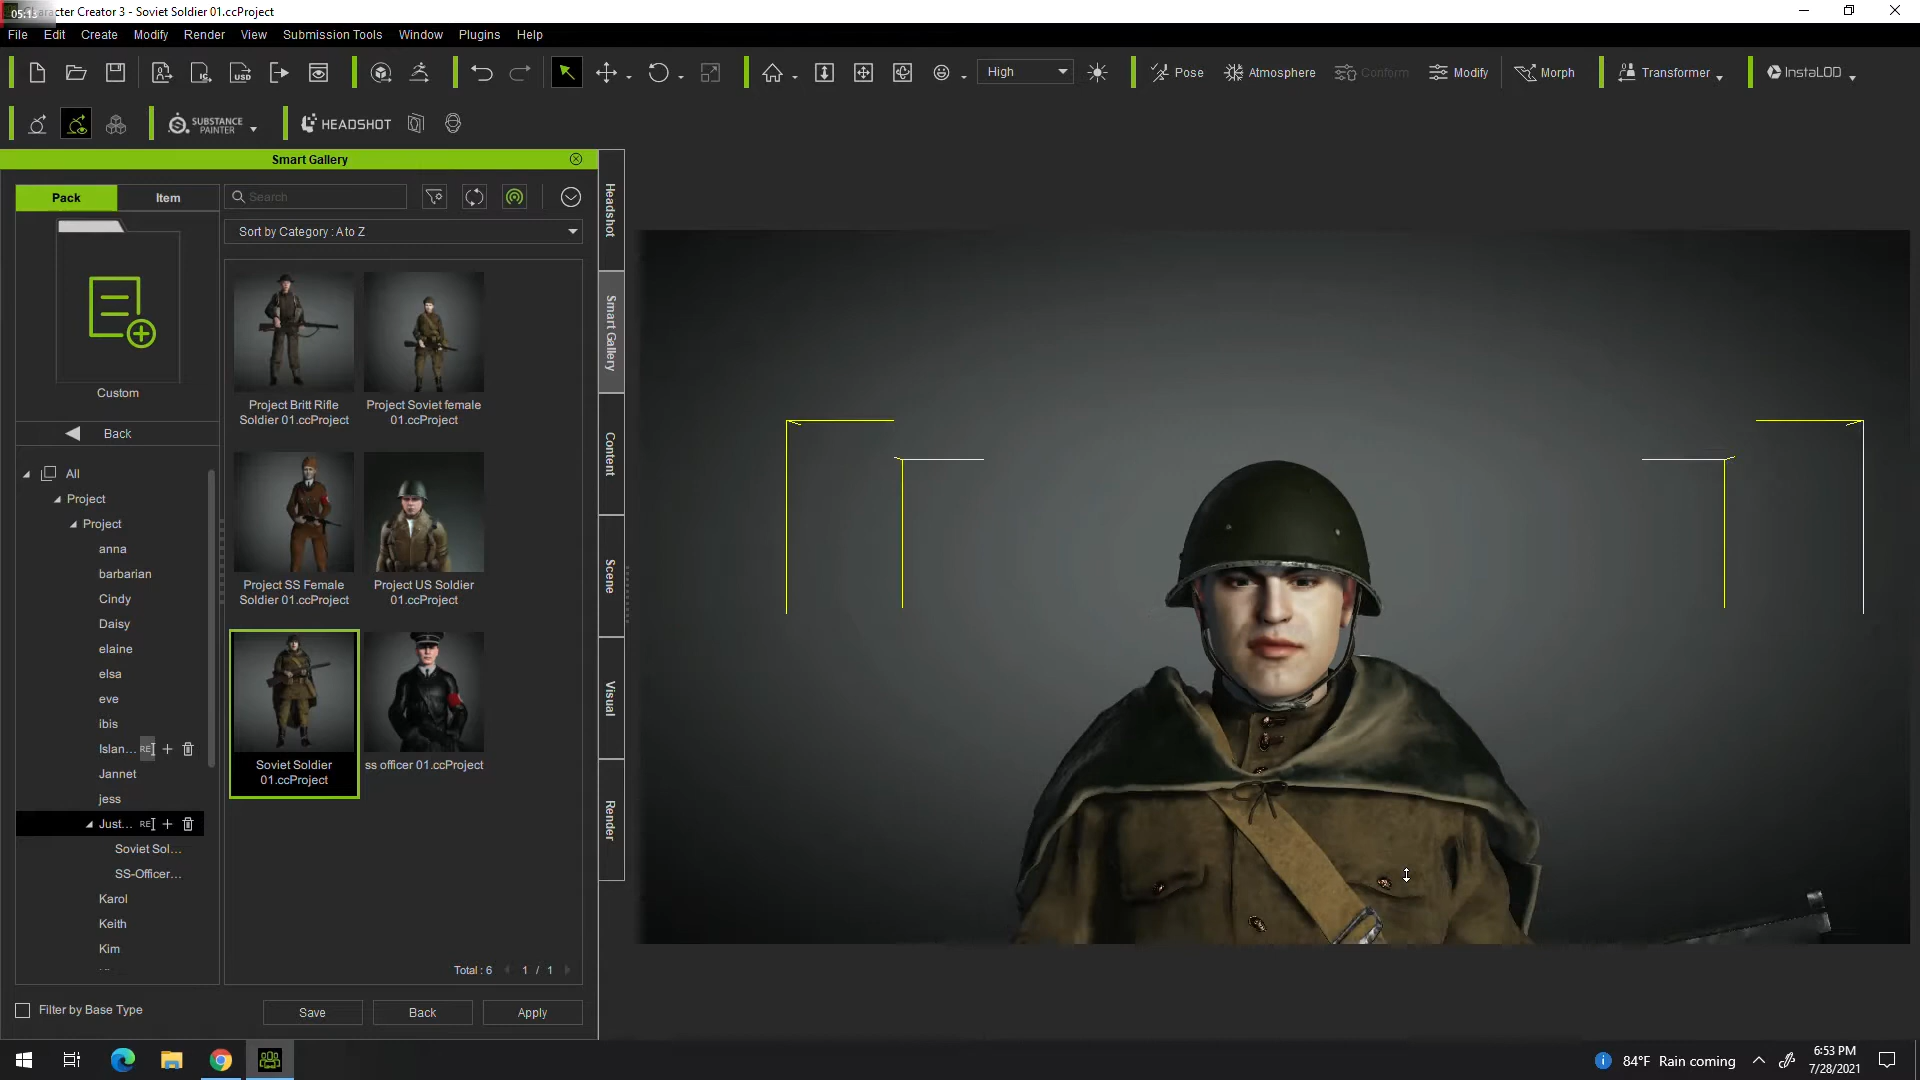 05:13
Character Creator 3 - Soviet Soldier 01.ccProject
File Edit Create Modify Render View Submission Tools Window Plugins Help
High Pose Atmosphere Conform Modify Morph Transformer InstaLOD
SUBSTANCE PAINTER HEADSHOT
Smart Gallery
Pack Item Search
Sort by Category : A to Z
Custom
Back
All
Project
Project
anna
barbarian
Cindy
Daisy
elaine
elsa
eve
ibis
Islan...
Jannet
jess
Just...
Soviet Sol...
SS-Officer...
Karol
Keith
Kim
Project Britt Rifle
Soldier 01.ccProject
Project Soviet female
01.ccProject
Project SS Female
Soldier 01.ccProject
Project US Soldier
01.ccProject
Soviet Soldier
01.ccProject
ss officer 01.ccProject
Total : 6 1 / 1
Filter by Base Type
Save Back Apply
Headshot
Smart Gallery
Content
Scene
Visual
Render
84°F Rain coming
6:53 PM
7/28/2021